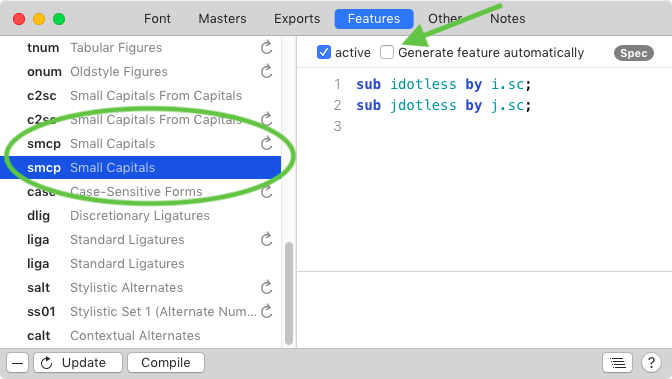 Font Masters Exports Features Other Notes
tnum Tabular Figures
onum Oldstyle Figures
c2sc Small Capitals From Capitals
c2sc Small Capitals From Capitals
smcp Small Capitals
smcp Small Capitals
case Case-Sensitive Forms
dlig Discretionary Ligatures
liga Standard Ligatures
liga Standard Ligatures
salt Stylistic Alternates
ss01 Stylistic Set 1 (Alternate Num...
calt Contextual Alternates
active Generate feature automatically Spec
1 sub idotless by i.sc;
2 sub jdotless by j.sc;
3
Update Compile ?